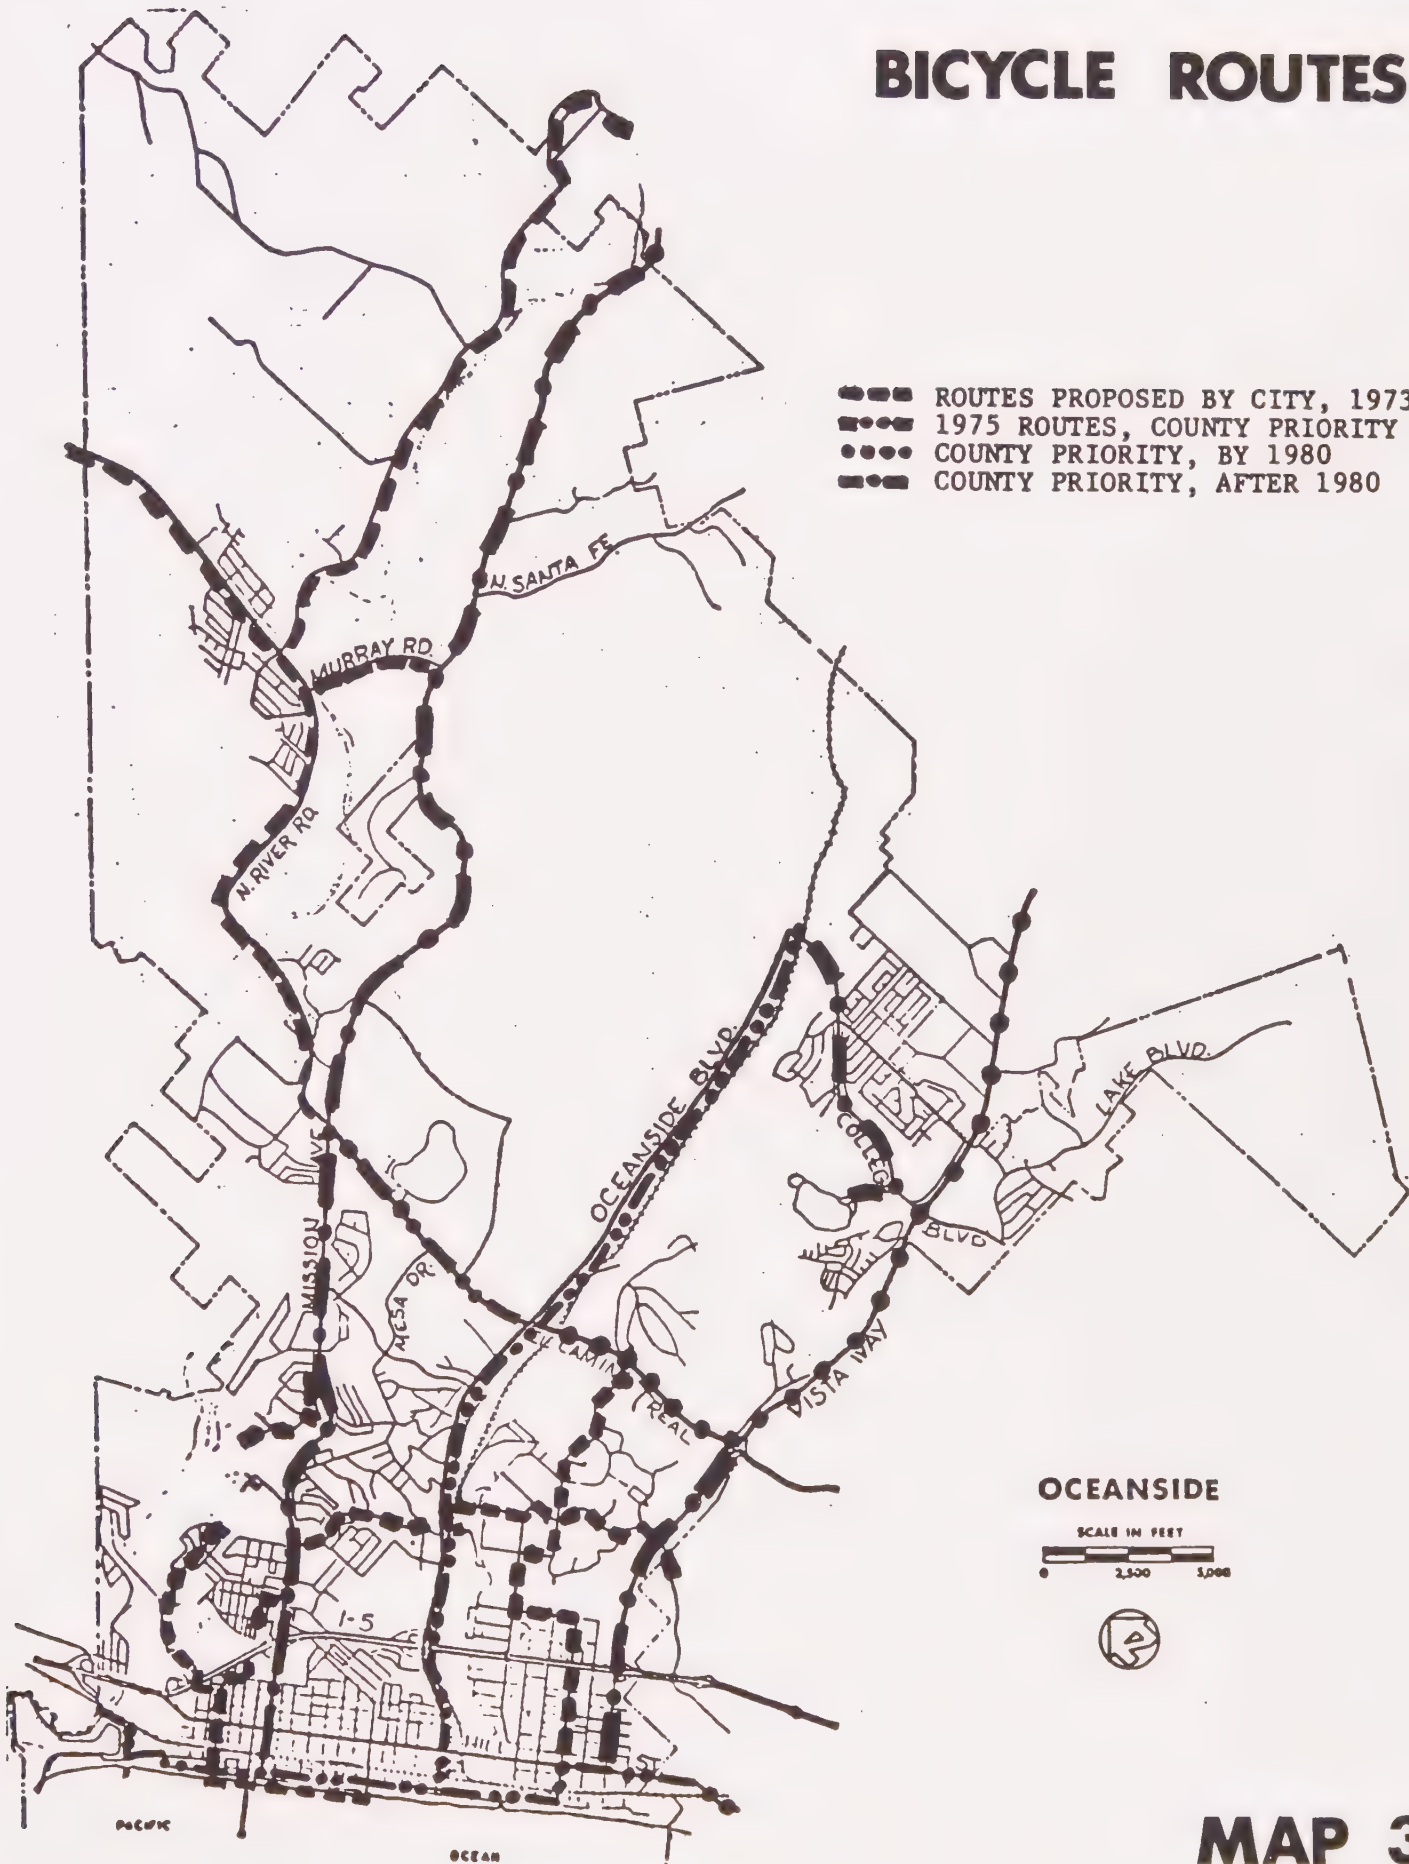 BICYCLE ROUTES
ROUTES PROPOSED BY CITY, 1973
1975 ROUTES, COUNTY PRIORITY
COUNTY PRIORITY, BY 1980
COUNTY PRIORITY, AFTER 1980
N. SANTA FE.
MURRAY RD.
N. RIVER RD.
OCEANSIDE BLVD.
LAKE BLVD.
COLLEGE
BLVD
MISSION AVE
MESA DR.
EL CAMINO REAL
VISTA WAY
OCEANSIDE
SCALE IN FEET
0 2,500 5,000
I-5
ST.
PACIFIC
OCEAN
MAP 3